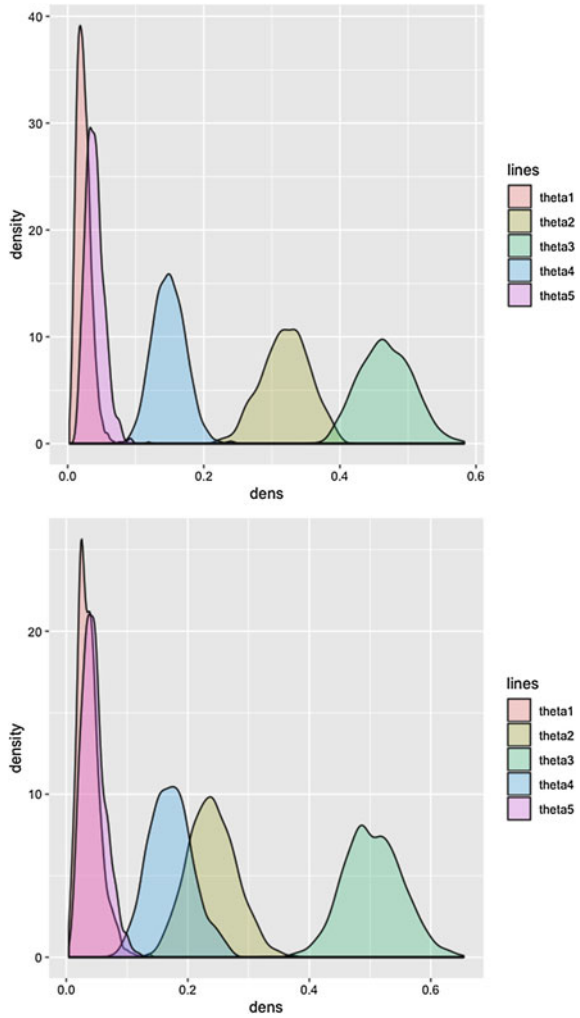 40
30
20
10
0
density
0.0
0.2
0.4
0.6
dens
lines
theta1
theta2
theta3
theta4
theta5
20
10
0
density
0.0
0.2
0.4
0.6
dens
lines
theta1
theta2
theta3
theta4
theta5